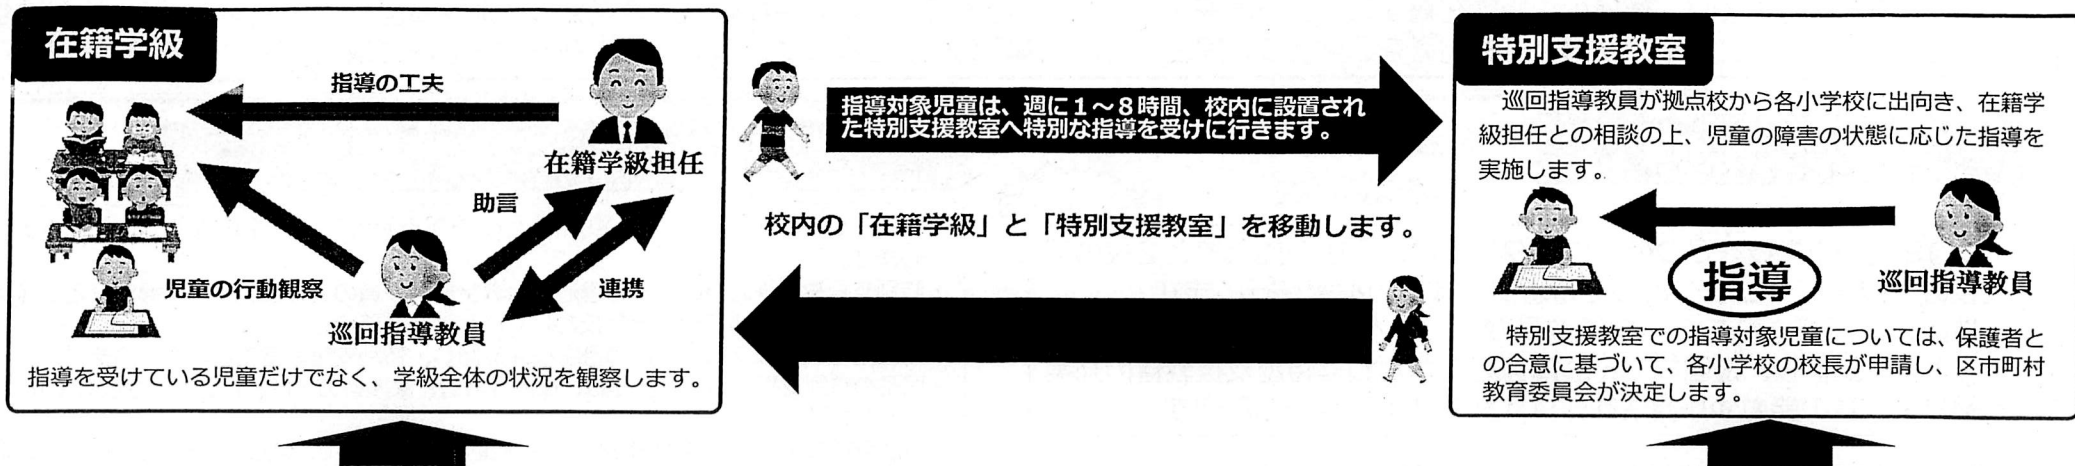 在籍学級
指導の工夫
在籍学級担任
助言
児童の行動観察
連携
巡回指導教員
指導を受けている児童だけでなく、学級全体の状況を観察します。
指導対象児童は、週に１～８時間、校内に設置され
た特別支援教室へ特別な指導を受けに行きます。
校内の「在籍学級」と「特別支援教室」を移動します。
特別支援教室
巡回指導教員が拠点校から各小学校に出向き、在籍学
級担任との相談の上、児童の障害の状態に応じた指導を
実施します。
指導
巡回指導教員
特別支援教室での指導対象児童については、保護者と
の合意に基づいて、各小学校の校長が申請し、区市町村
教育委員会が決定します。